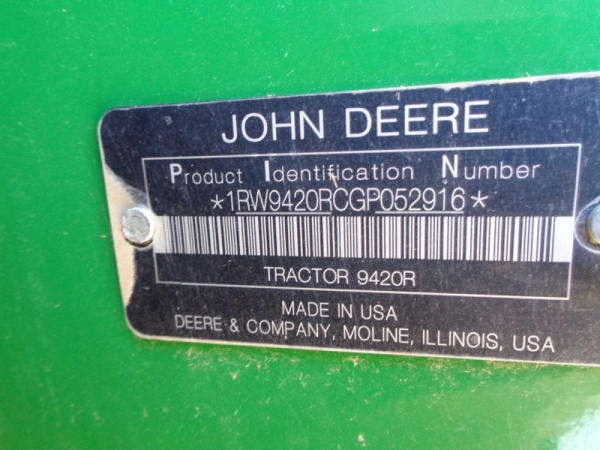 JOHN DEERE
Product Identification Number
*1RW9420RCGP052916*
TRACTOR 9420R
MADE IN USA
DEERE & COMPANY, MOLINE, ILLINOIS, USA